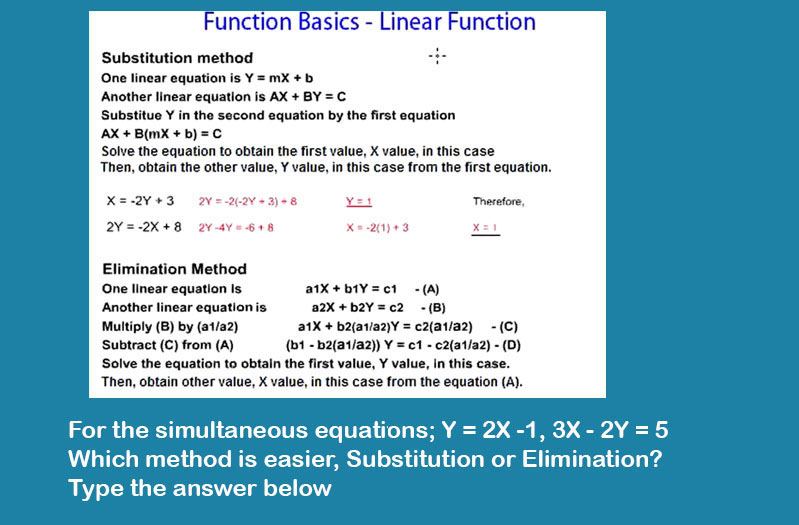 Function Basics - Linear Function
Substitution method
One linear equation is Y = mX + b
Another linear equation is AX + BY = C
Substitue Y in the second equation by the first equation
AX + B(mX + b) = C
Solve the equation to obtain the first value, X value, in this case
Then, obtain the other value, Y value, in this case from the first equation.
X = -2Y + 3 2Y = -2(-2Y + 3) + 8 Y = 1 Therefore,
2Y = -2X + 8 2Y -4Y = -6 + 8 X = -2(1) + 3 X = 1
Elimination Method
One linear equation is a1X + b1Y = c1 - (A)
Another linear equation is a2X + b2Y = c2 - (B)
Multiply (B) by (a1/a2) a1X + b2(a1/a2)Y = c2(a1/a2) - (C)
Subtract (C) from (A) (b1 - b2(a1/a2)) Y = c1 - c2(a1/a2) - (D)
Solve the equation to obtain the first value, Y value, in this case.
Then, obtain other value, X value, in this case from the equation (A).
For the simultaneous equations; Y = 2X -1, 3X - 2Y = 5
Which method is easier, Substitution or Elimination?
Type the answer below